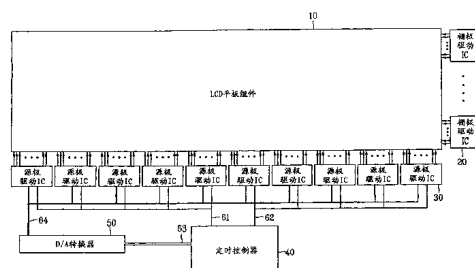 10
LCD平板组件
栅极
驱动
IC
栅极
驱动
IC
20
源极
驱动IC
源极
驱动IC
源极
驱动IC
源极
驱动IC
源极
驱动IC
源极
驱动IC
源极
驱动IC
源极
驱动IC
源极
驱动IC
源极
驱动IC
30
64
50
61
62
D/A转换器
63
定时控制器
40